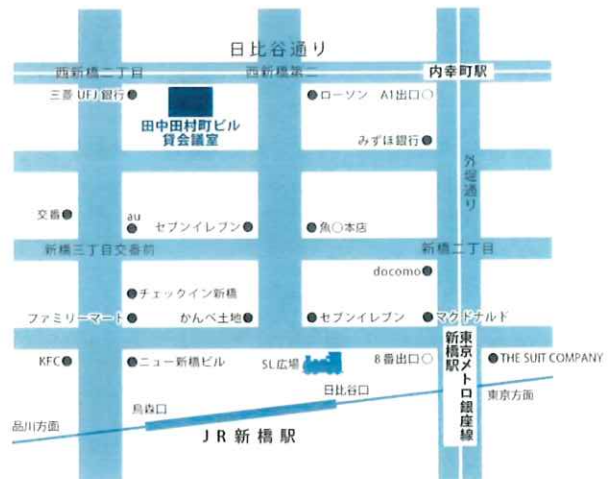 日比谷通り
西新橋二丁目
西新橋第二
内幸町駅
三菱 UFJ 銀行
ローソン
A1出口
田中田村町ビル
貸会議室
みずほ銀行
外堀通り
交番
au
セブンイレブン
魚○本店
新橋三丁目交番前
新橋二丁目
docomo
チェックイン新橋
ファミリーマート
かんべ土地
セブンイレブン
マクドナルド
KFC
ニュー新橋ビル
SL広場
8番出口
東京メトロ銀座線
新橋駅
THE SUIT COMPANY
日比谷口
東京方面
烏森口
品川方面
JR新橋駅